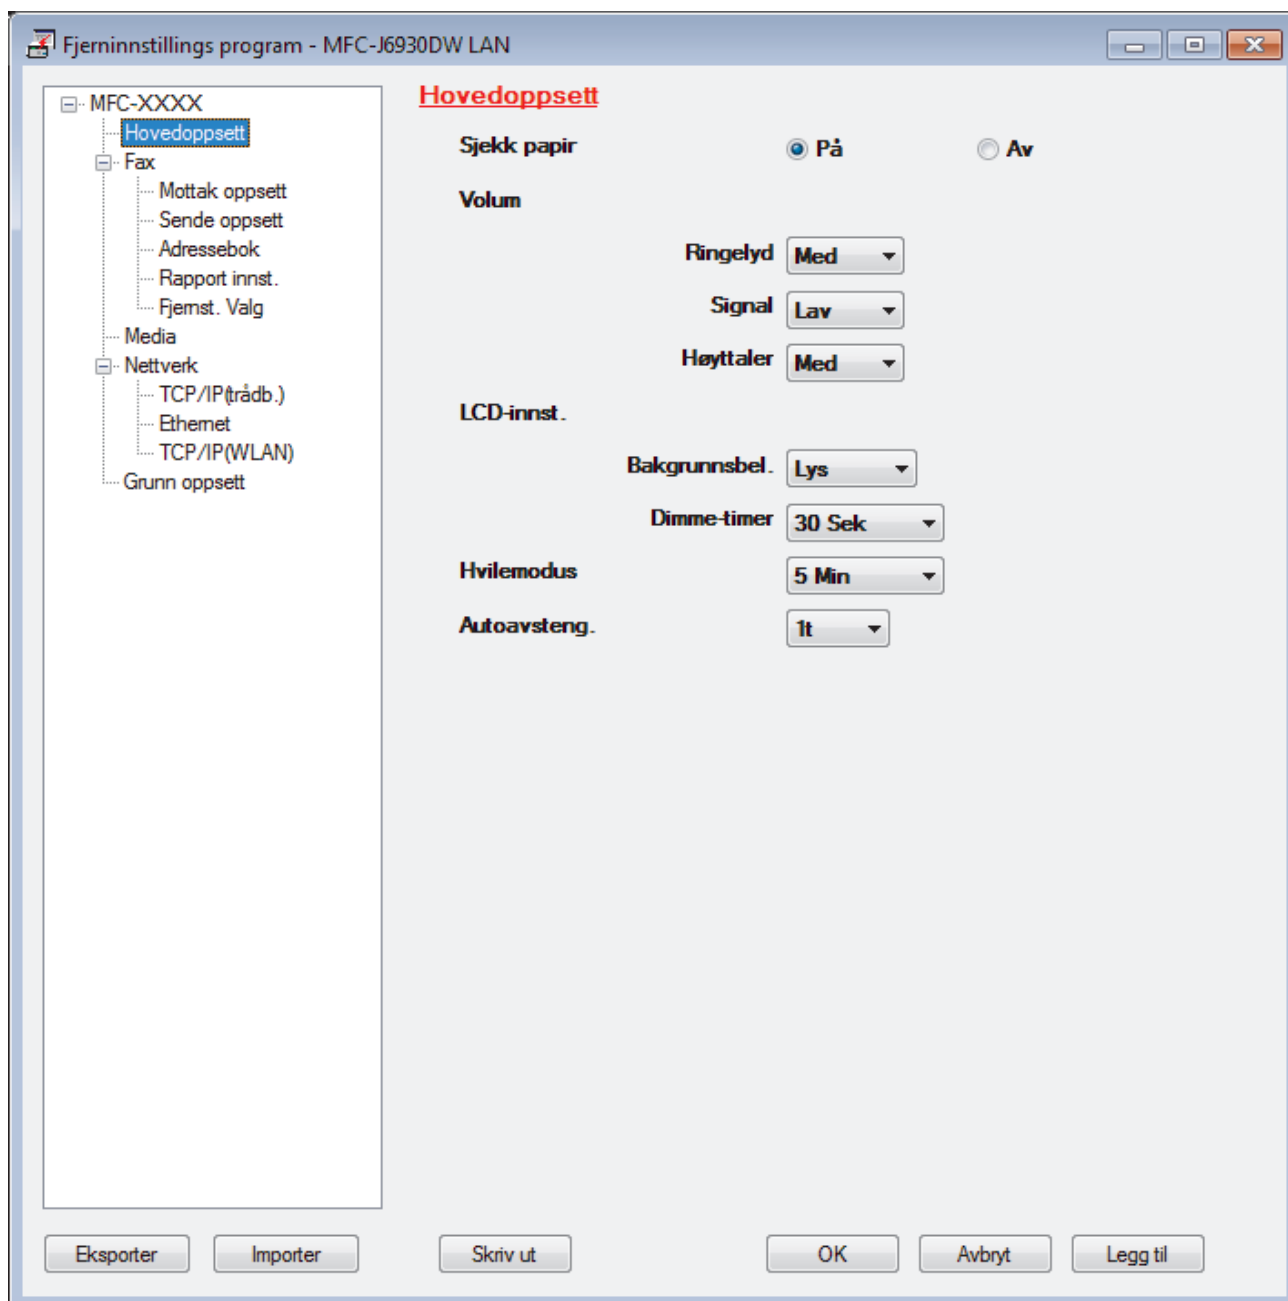 Fjerninnstillings program - MFC-J6930DW LAN
MFC-XXXX
Hovedoppsett
Fax
Mottak oppsett
Sende oppsett
Adressebok
Rapport innst.
Fjernst. Valg
Media
Nettverk
TCP/IP(trådb.)
Ethernet
TCP/IP(WLAN)
Grunn oppsett
Hovedoppsett
Sjekk papir På Av
Volum
Ringelyd Med
Signal Lav
Høyttaler Med
LCD-innst.
Bakgrunnsbel. Lys
Dimme-timer 30 Sek
Hvilemodus 5 Min
Autoavsteng. 1t
Eksporter Importer Skriv ut OK Avbryt Legg til